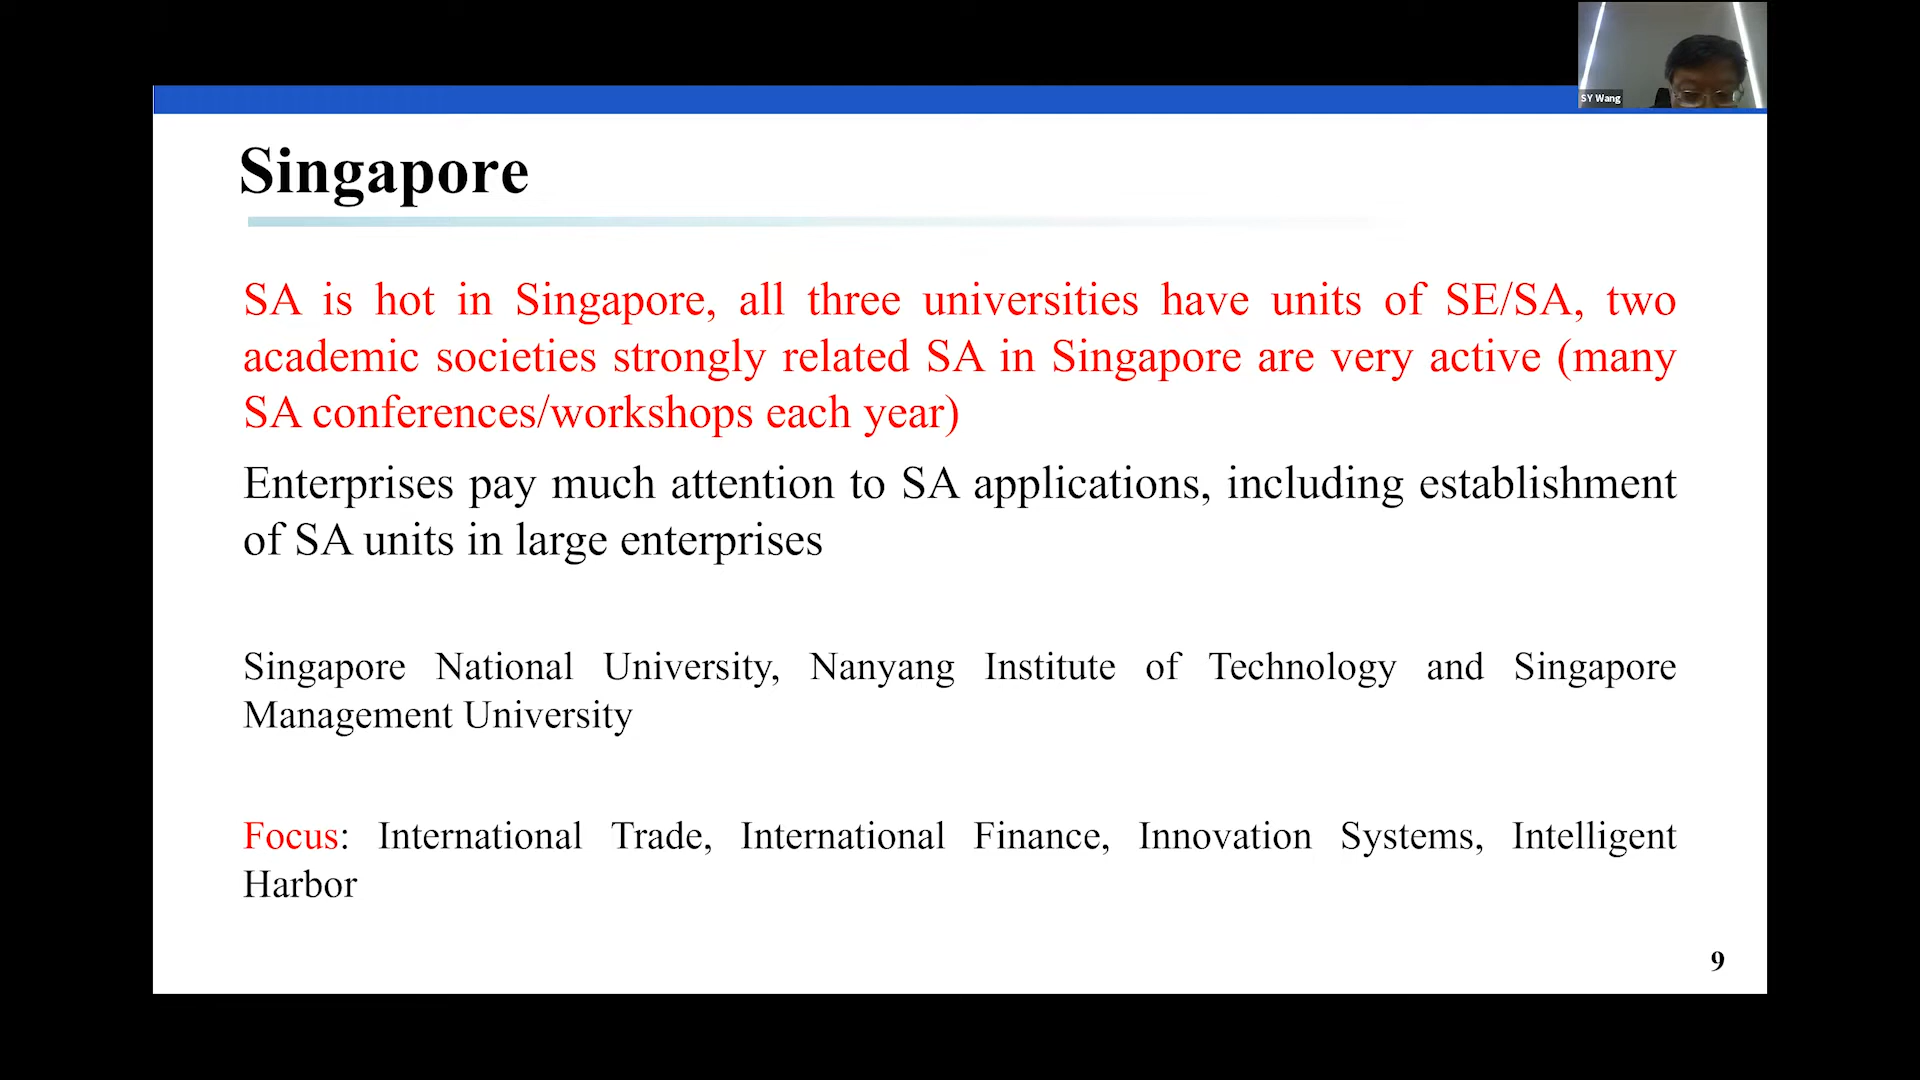 SY Wang
Singapore
SA is hot in Singapore, all three universities have units of SE/SA, two
academic societies strongly related SA in Singapore are very active (many
SA conferences/workshops each year)
Enterprises pay much attention to SA applications, including establishment
of SA units in large enterprises
Singapore National University, Nanyang Institute of Technology and Singapore
Management University
Focus: International Trade, International Finance, Innovation Systems, Intelligent
Harbor
9